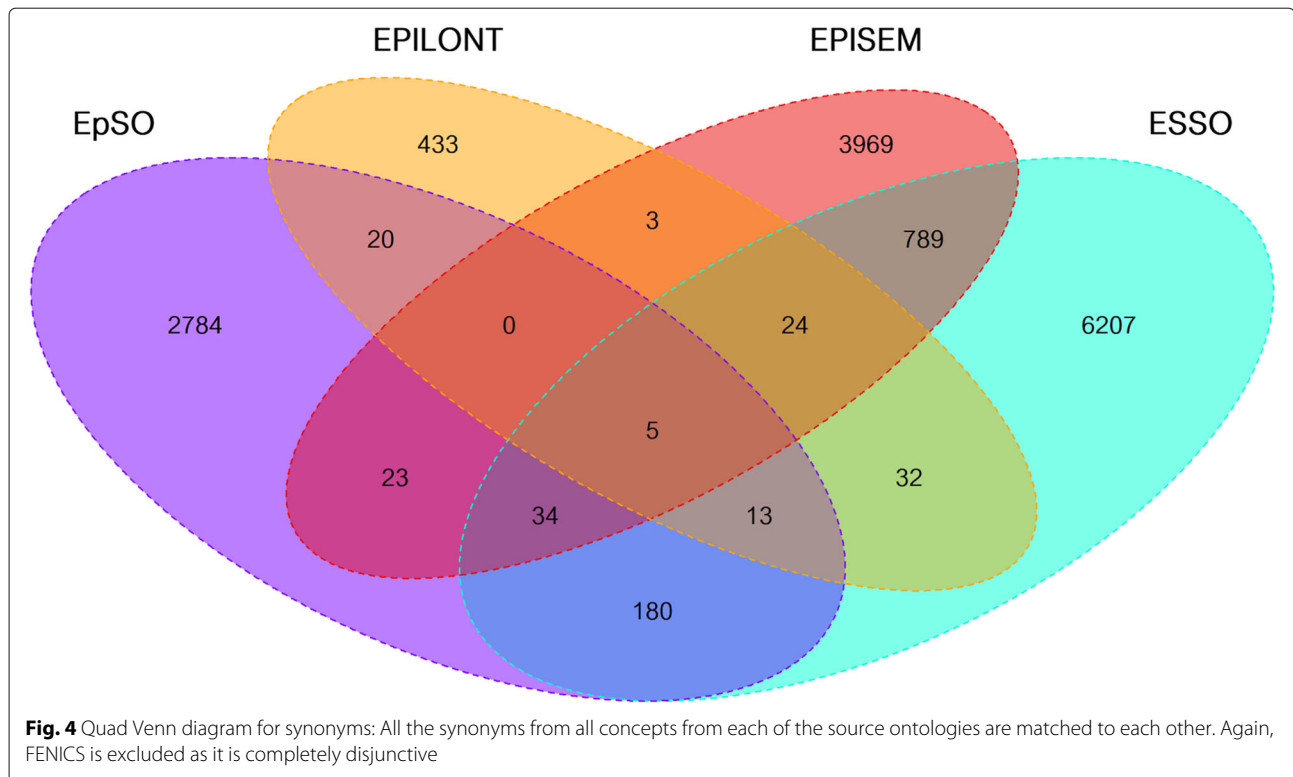 EPILONT
EPISEM
EpSO
ESSO
433
3969
3
20
789
2784
0
24
6207
5
23
32
34
13
180
Fig. 4 Quad Venn diagram for synonyms: All the synonyms from all concepts from each of the source ontologies are matched to each other. Again,
FENICS is excluded as it is completely disjunctive